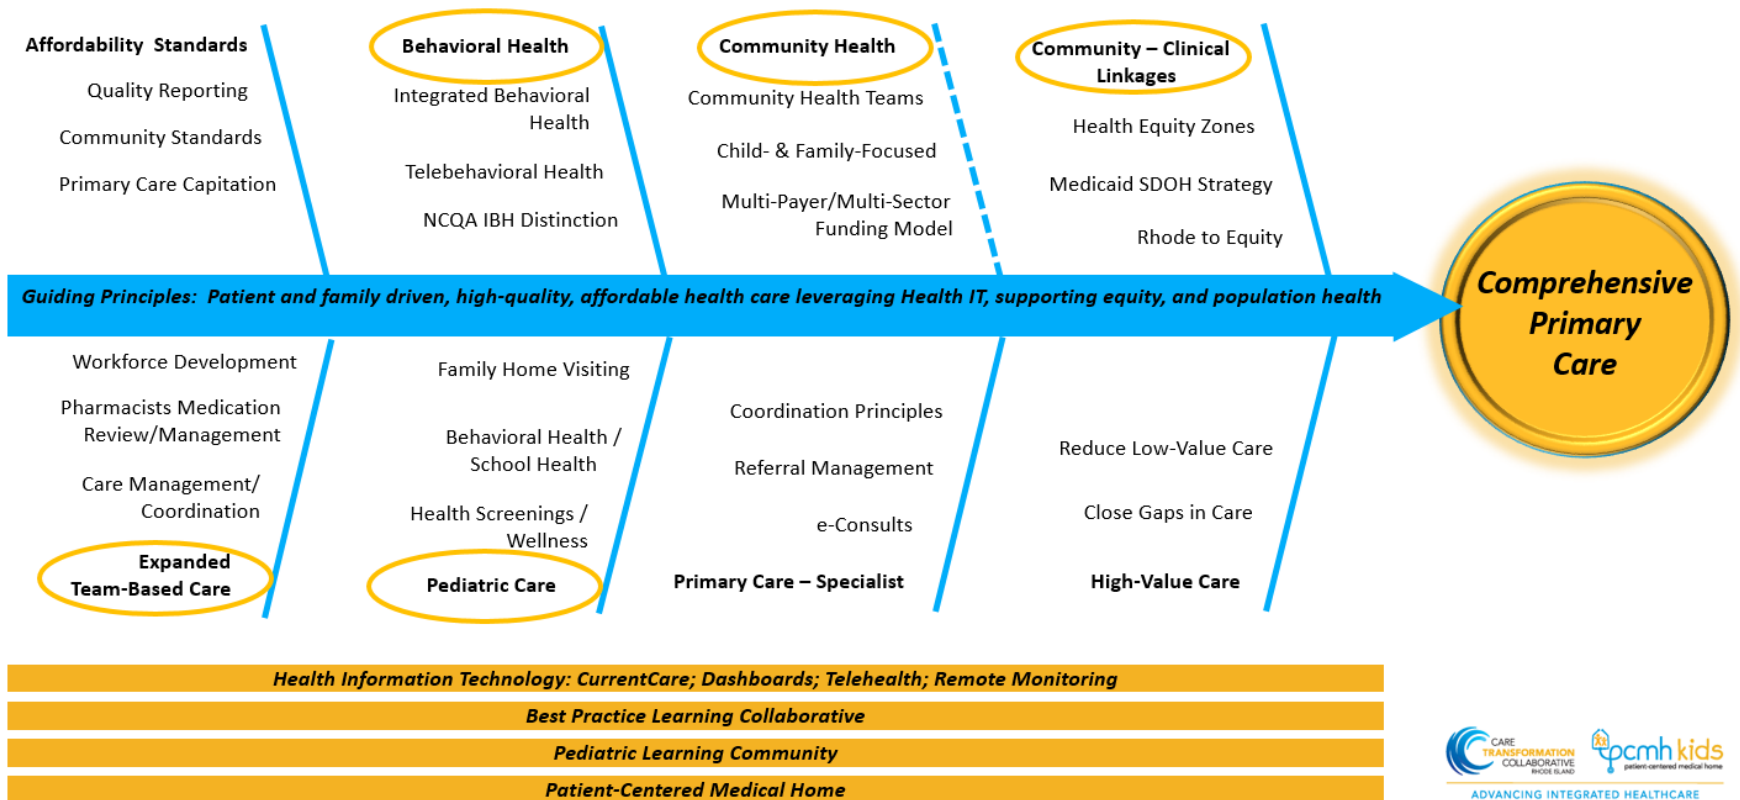 Affordability Standards
Quality Reporting
Community Standards
Primary Care Capitation
Behavioral Health
Integrated Behavioral
Health
Telebehavioral Health
NCQA IBH Distinction
Community Health
Community Health Teams
Child- & Family-Focused
Multi-Payer/Multi-Sector
Funding Model
Community – Clinical
Linkages
Health Equity Zones
Medicaid SDOH Strategy
Rhode to Equity
Guiding Principles: Patient and family driven, high-quality, affordable health care leveraging Health IT, supporting equity, and population health
Comprehensive
Primary
Care
Workforce Development
Pharmacists Medication
Review/Management
Care Management/
Coordination
Expanded
Team-Based Care
Family Home Visiting
Behavioral Health /
School Health
Health Screenings /
Wellness
Pediatric Care
Coordination Principles
Referral Management
e-Consults
Primary Care – Specialist
Reduce Low-Value Care
Close Gaps in Care
High-Value Care
Health Information Technology: CurrentCare; Dashboards; Telehealth; Remote Monitoring
Best Practice Learning Collaborative
Pediatric Learning Community
Patient-Centered Medical Home
CARE
TRANSFORMATION
COLLABORATIVE
RHODE ISLAND
pcmh kids
patient-centered medical home
ADVANCING INTEGRATED HEALTHCARE